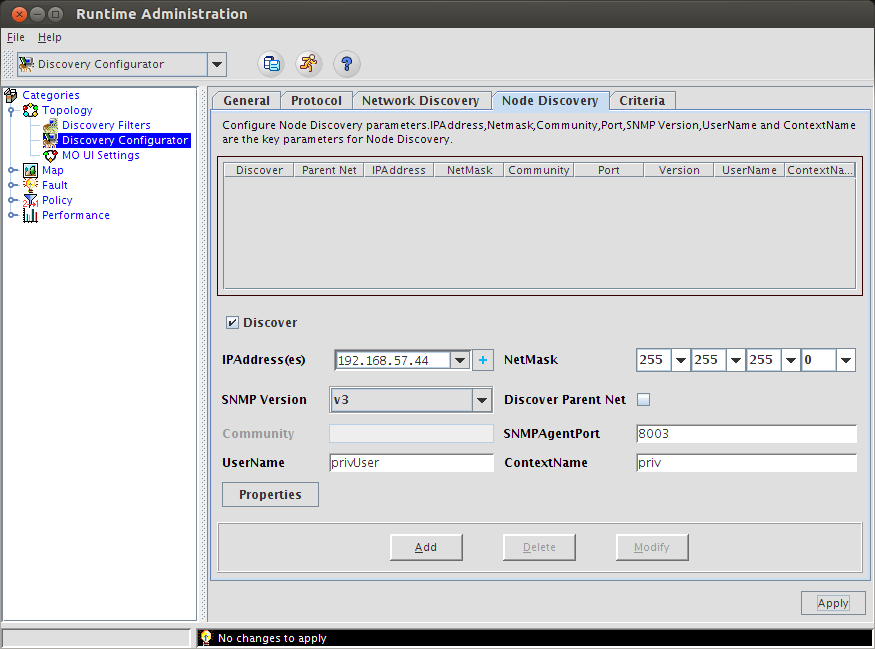 Runtime Administration
File Help
Discovery Configurator
Categories
Topology
Discovery Filters
Discovery Configurator
MO UI Settings
Map
Fault
Policy
Performance
General Protocol Network Discovery Node Discovery Criteria
Configure Node Discovery parameters.IPAddress,Netmask,Community,Port,SNMP Version,UserName and ContextName
are the key parameters for Node Discovery.
Discover Parent Net IPAddress NetMask Community Port Version UserName ContextNa...
Discover
IPAddress(es) 192.168.57.44 + NetMask 255 255 255 0
SNMP Version v3 Discover Parent Net
Community SNMPAgentPort 8003
UserName privUser ContextName priv
Properties
Add Delete Modify
Apply
No changes to apply